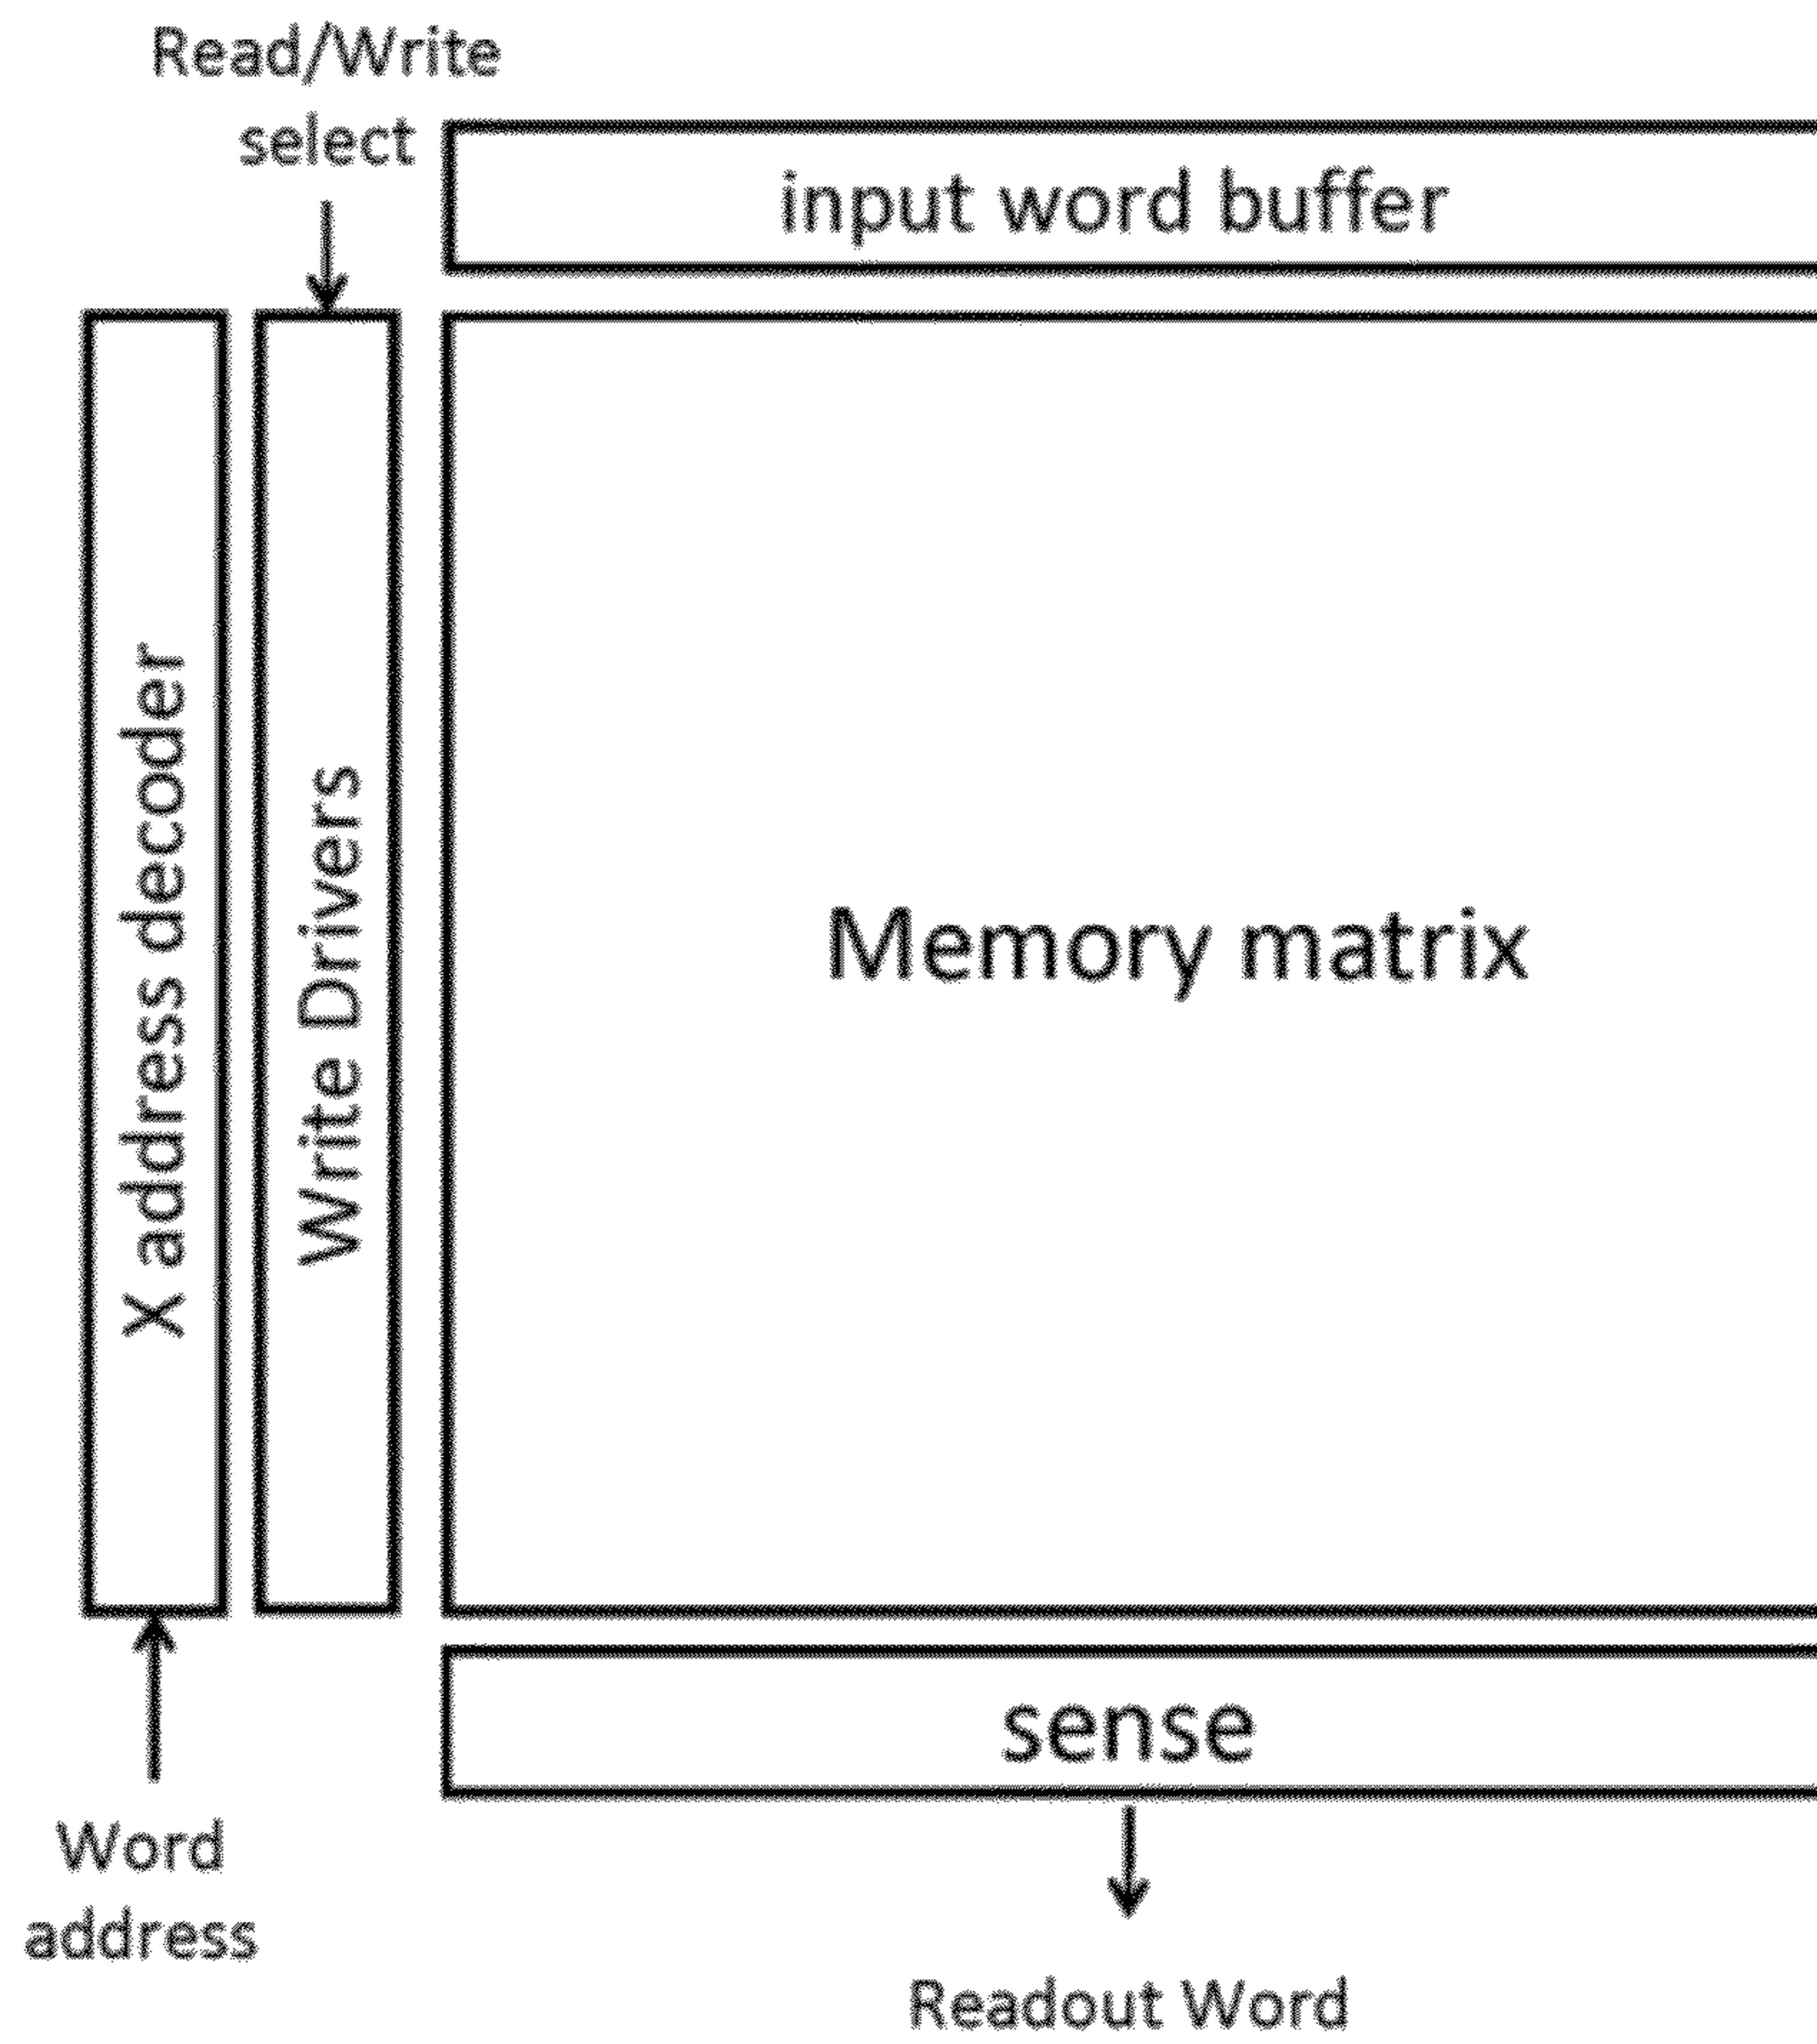 Read/Write
select
input word buffer
X address decoder
Write Drivers
Memory matrix
sense
Word
address
Readout Word